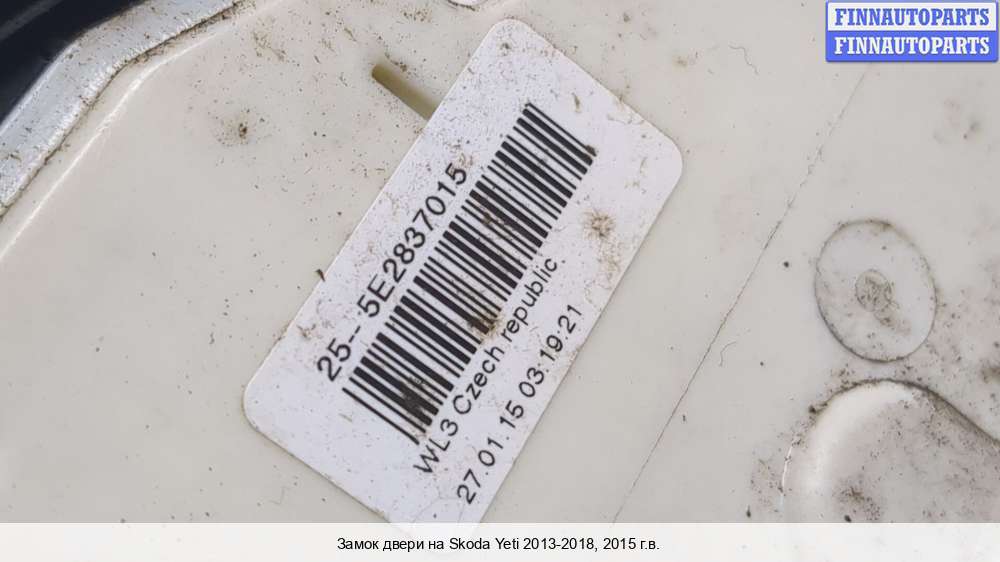 FINNAUTOPARTS
FINNAUTOPARTS
25-- 5E2837015
WL3 Czech republic
27.01.15 03:19:21
Замок двери на Skoda Yeti 2013-2018, 2015 г.в.